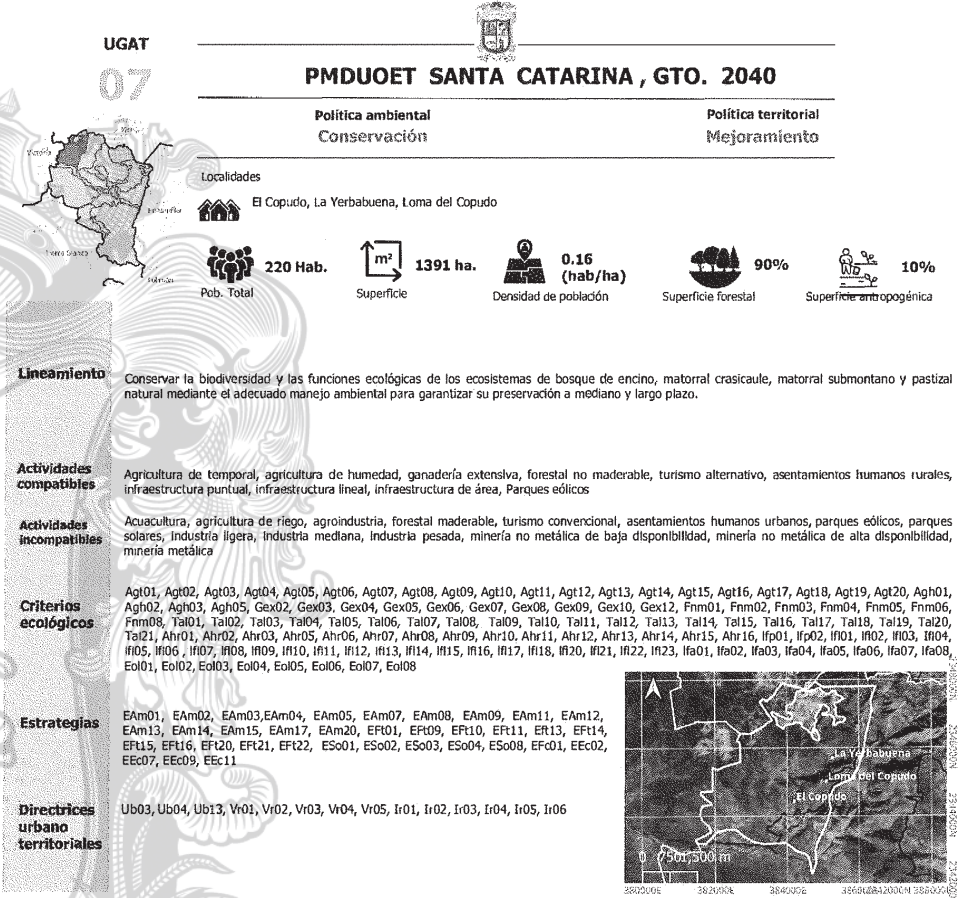 UGAT
07
PMDUOET SANTA CATARINA , GTO. 2040
Política ambiental
Conservación
Política territorial
Mejoramiento
Localidades
El Copudo, La Yerbabuena, Loma del Copudo
220 Hab.
Pob. Total
m²
1391 ha.
Superficie
0.16
(hab/ha)
Densidad de población
90%
Superficie forestal
10%
Superficie antropogénica
Lineamiento
Conservar la biodiversidad y las funciones ecológicas de los ecosistemas de bosque de encino, matorral crasicaule, matorral submontano y pastizal
natural mediante el adecuado manejo ambiental para garantizar su preservación a mediano y largo plazo.
Actividades
compatibles
Agricultura de temporal, agricultura de humedad, ganadería extensiva, forestal no maderable, turismo alternativo, asentamientos humanos rurales,
infraestructura puntual, infraestructura lineal, infraestructura de área, Parques eólicos
Actividades
incompatibles
Acuacultura, agricultura de riego, agroindustria, forestal maderable, turismo convencional, asentamientos humanos urbanos, parques eólicos, parques
solares, industria ligera, industria mediana, industria pesada, minería no metálica de baja disponibilidad, minería no metálica de alta disponibilidad,
minería metálica
Criterios
ecológicos
Agt01, Agt02, Agt03, Agt04, Agt05, Agt06, Agt07, Agt08, Agt09, Agt10, Agt11, Agt12, Agt13, Agt14, Agt15, Agt16, Agt17, Agt18, Agt19, Agt20, Agh01,
Agh02, Agh03, Agh05, Gex02, Gex03, Gex04, Gex05, Gex06, Gex07, Gex08, Gex09, Gex10, Gex12, Fnm01, Fnm02, Fnm03, Fnm04, Fnm05, Fnm06,
Fnm08, Tal01, Tal02, Tal03, Tal04, Tal05, Tal06, Tal07, Tal08, Tal09, Tal10, Tal11, Tal12, Tal13, Tal14, Tal15, Tal16, Tal17, Tal18, Tal19, Tal20,
Tal21, Ahr01, Ahr02, Ahr03, Ahr05, Ahr06, Ahr07, Ahr08, Ahr09, Ahr10. Ahr11, Ahr12, Ahr13, Ahr14, Ahr15, Ahr16, Ifp01, Ifp02, Ifl01, Ifl02, Ifl03, Ifl04,
Ifl05, Ifl06 , Ifl07, Ifl08, Ifl09, Ifl10, Ifl11, Ifl12, Ifl13, Ifl14, Ifl15, Ifl16, Ifl17, Ifl18, Ifl20, Ifl21, Ifl22, Ifl23, Ifa01, Ifa02, Ifa03, Ifa04, Ifa05, Ifa06, Ifa07, Ifa08,
Eol01, Eol02, Eol03, Eol04, Eol05, Eol06, Eol07, Eol08
Estrategias
EAm01, EAm02, EAm03,EAm04, EAm05, EAm07, EAm08, EAm09, EAm11, EAm12,
EAm13, EAm14, EAm15, EAm17, EAm20, EFt01, EFt09, EFt10, EFt11, Eft13, EFt14,
EFt15, EFt16, EFt20, EFt21, EFt22, ESo01, ESo02, ESo03, ESo04, ESo08, EFc01, EEc02,
EEc07, EEc09, EEc11
Directrices
urbano
territoriales
Ub03, Ub04, Ub13, Vr01, Vr02, Vr03, Vr04, Vr05, Ir01, Ir02, Ir03, Ir04, Ir05, Ir06
La Yerbabuena
Loma del Copudo
El Copudo
0 7501,500 m
380000E 382000E 384000E
2346000N
2344000N